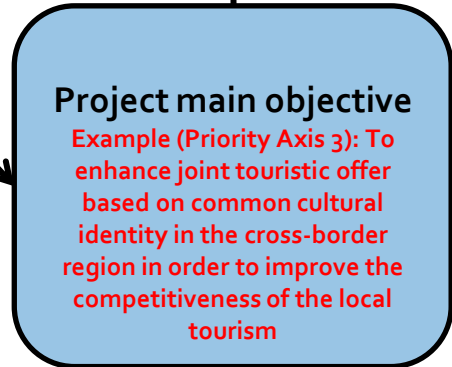 Project main objective
Example (Priority Axis 3): To
enhance joint touristic offer
based on common cultural
identity in the cross-border
region in order to improve the
competitiveness of the local
tourism